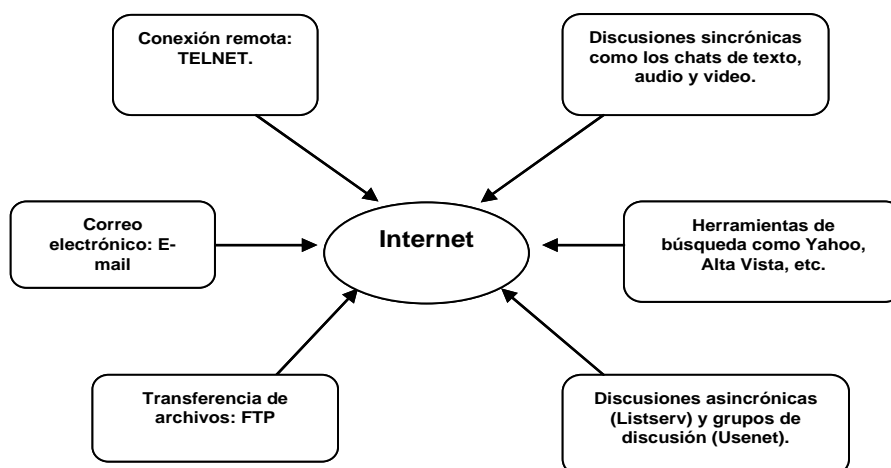 Conexión remota:
TELNET.
Discusiones sincrónicas
como los chats de texto,
audio y video.
Correo
electrónico: E-
mail
Internet
Herramientas de
búsqueda como Yahoo,
Alta Vista, etc.
Transferencia de
archivos: FTP
Discusiones asincrónicas
(Listserv) y grupos de
discusión (Usenet).